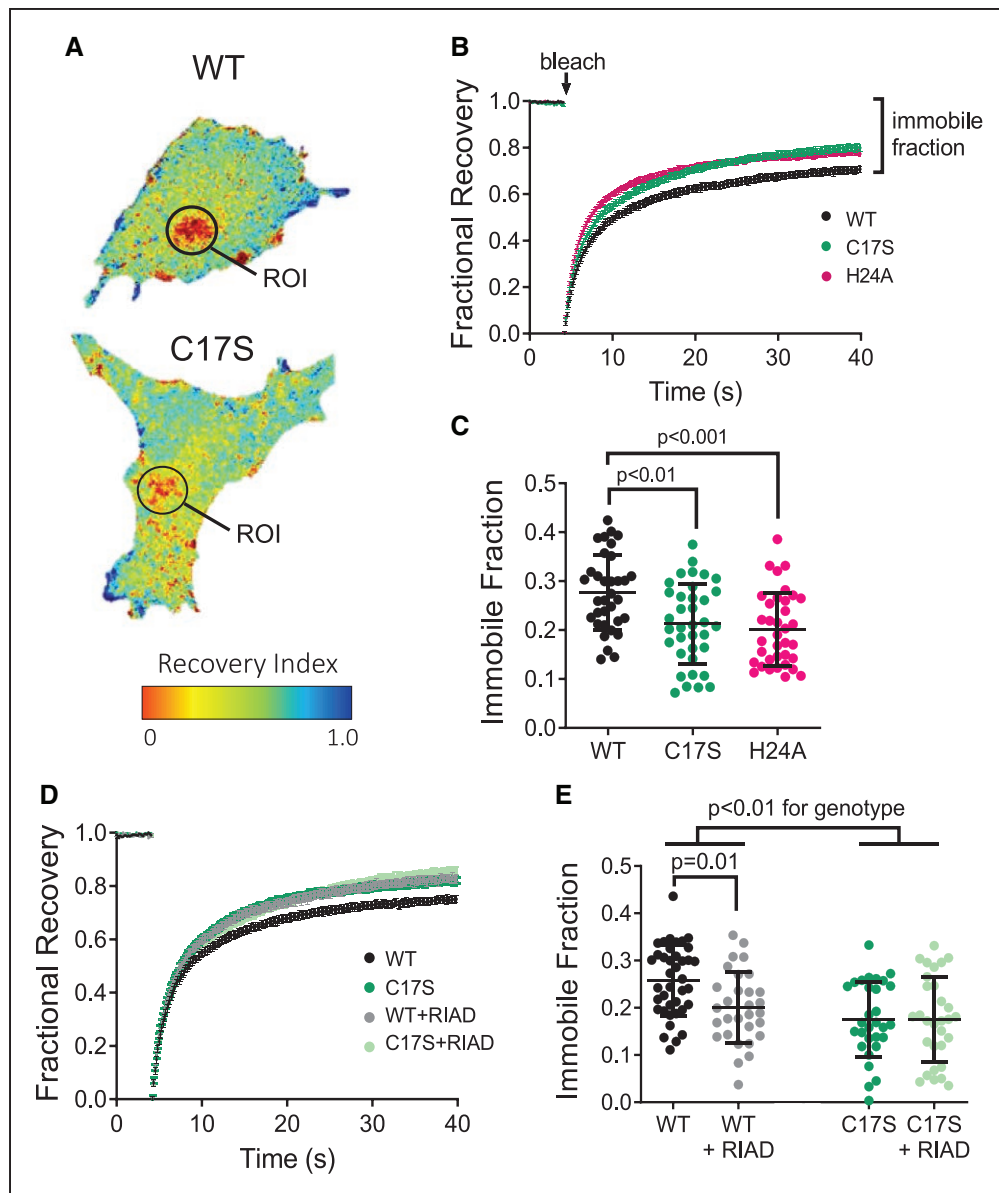 A
WT
ROI
C17S
ROI
Recovery Index
0 1.0
B
bleach
Fractional Recovery
1.0
0.8
0.6
0.4
0.2
0.0
immobile
fraction
WT
C17S
H24A
0 10 20 30 40
Time (s)
C
p<0.001
p<0.01
Immobile Fraction
0.5
0.4
0.3
0.2
0.1
0.0
WT C17S H24A
D
Fractional Recovery
1.0
0.8
0.6
0.4
0.2
0.0
WT
C17S
WT+RIAD
C17S+RIAD
0 10 20 30 40
Time (s)
E
p<0.01 for genotype
p=0.01
Immobile Fraction
0.5
0.4
0.3
0.2
0.1
0.0
WT WT C17S C17S
+ RIAD + RIAD